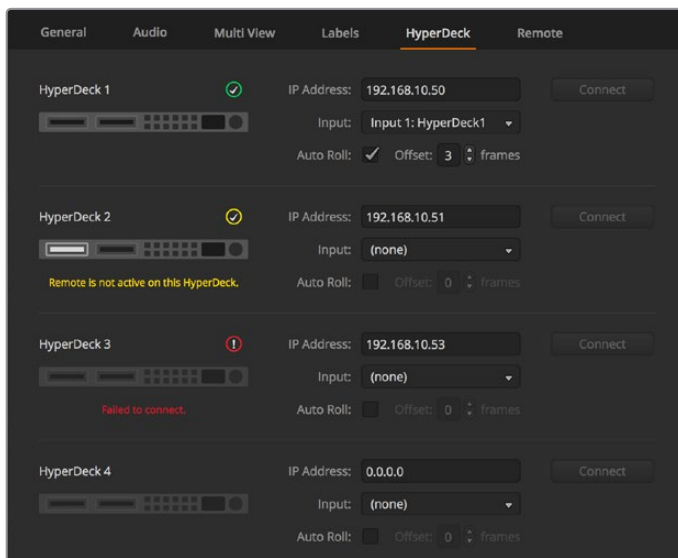 General Audio Multi View Labels HyperDeck Remote
HyperDeck 1 IP Address: 192.168.10.50 Connect
Input: Input 1: HyperDeck1
Auto Roll: Offset: 3 frames
HyperDeck 2 IP Address: 192.168.10.51 Connect
Input: (none)
Remote is not active on this HyperDeck.
Auto Roll: Offset: 0 frames
HyperDeck 3 IP Address: 192.168.10.53 Connect
Input: (none)
Failed to connect.
Auto Roll: Offset: 0 frames
HyperDeck 4 IP Address: 0.0.0.0 Connect
Input: (none)
Auto Roll: Offset: 0 frames